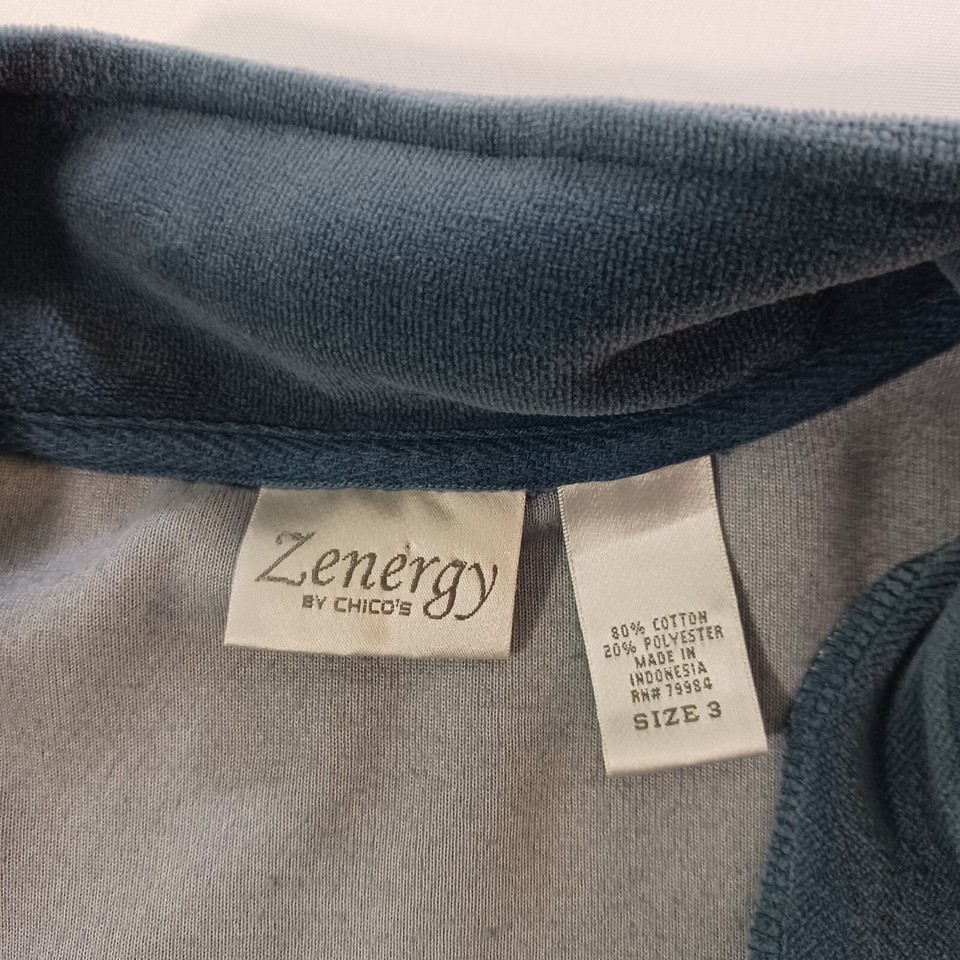 Zenergy
BY CHICO'S
80% COTTON
20% POLYESTER
MADE IN
INDONESIA
RN# 79984
SIZE 3